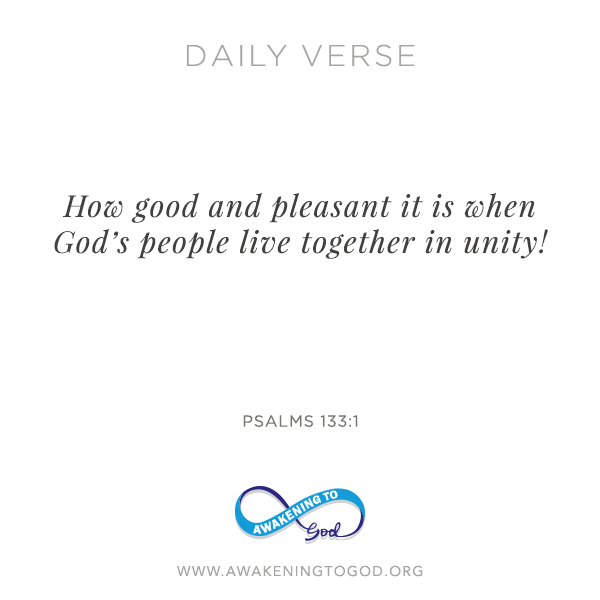 DAILY VERSE
How good and pleasant it is when
God's people live together in unity!
PSALMS 133:1
AWAKENING TO
God
WWW.AWAKENINGTOGOD.ORG